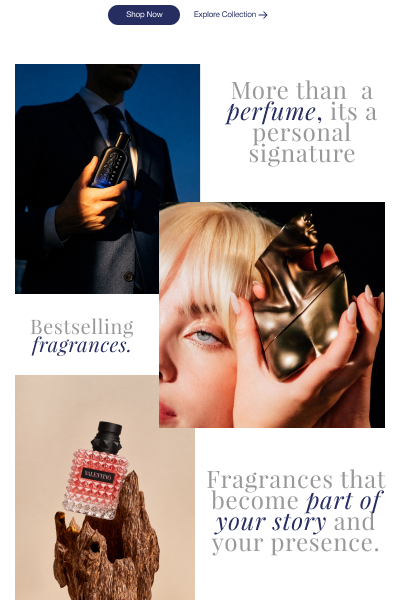 Shop Now
Explore Collection →
More than a
perfume, its a
personal
signature
Bestselling
fragrances.
VALENTINO
Fragrances that
become part of
your story and
your presence.